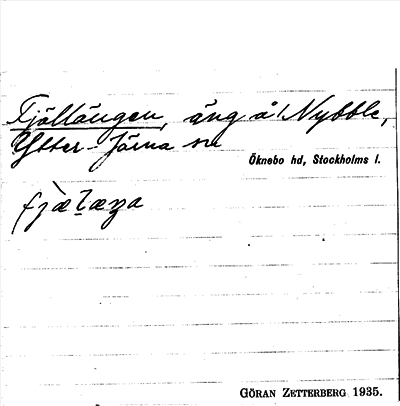 Fjällängen, äng å Nybble,
Ytter-Järna sn
Öknebo hd, Stockholms l.
fjæ̀læŋa
GÖRAN ZETTERBERG 1935.